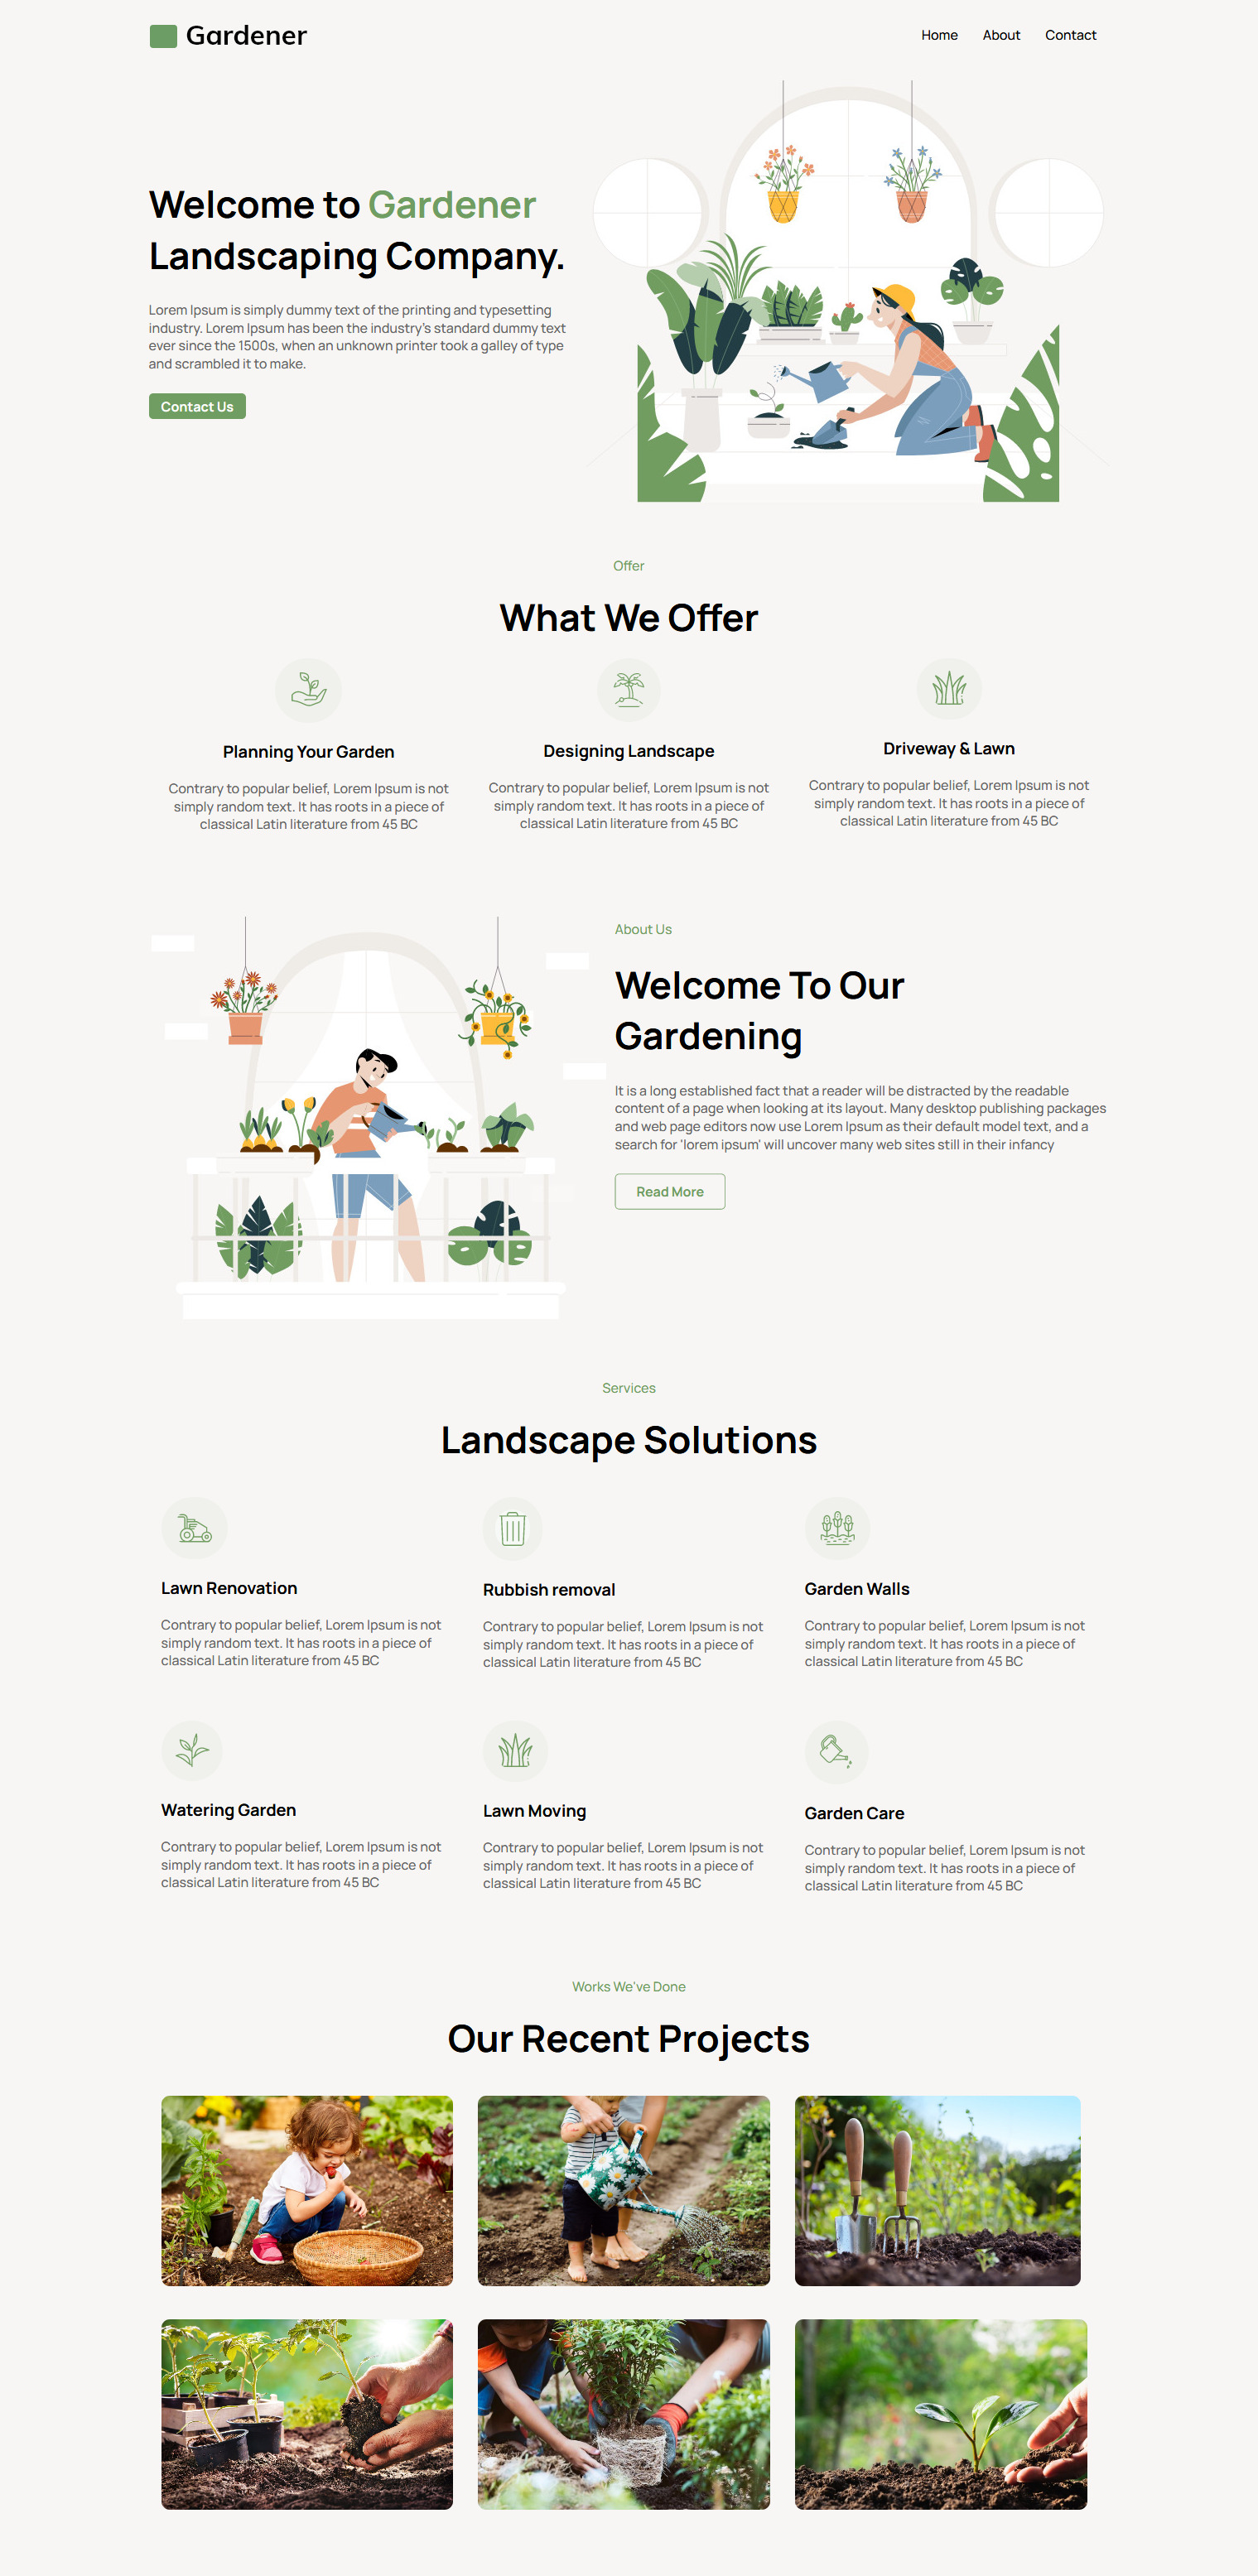 Gardener
Home About Contact
Welcome to Gardener
Landscaping Company.
Lorem Ipsum is simply dummy text of the printing and typesetting
industry. Lorem Ipsum has been the industry's standard dummy text
ever since the 1500s, when an unknown printer took a galley of type
and scrambled it to make.
Contact Us
Offer
What We Offer
Planning Your Garden
Contrary to popular belief, Lorem Ipsum is not
simply random text. It has roots in a piece of
classical Latin literature from 45 BC
Designing Landscape
Contrary to popular belief, Lorem Ipsum is not
simply random text. It has roots in a piece of
classical Latin literature from 45 BC
Driveway & Lawn
Contrary to popular belief, Lorem Ipsum is not
simply random text. It has roots in a piece of
classical Latin literature from 45 BC
About Us
Welcome To Our
Gardening
It is a long established fact that a reader will be distracted by the readable
content of a page when looking at its layout. Many desktop publishing packages
and web page editors now use Lorem Ipsum as their default model text, and a
search for 'lorem ipsum' will uncover many web sites still in their infancy
Read More
Services
Landscape Solutions
Lawn Renovation
Contrary to popular belief, Lorem Ipsum is not
simply random text. It has roots in a piece of
classical Latin literature from 45 BC
Rubbish removal
Contrary to popular belief, Lorem Ipsum is not
simply random text. It has roots in a piece of
classical Latin literature from 45 BC
Garden Walls
Contrary to popular belief, Lorem Ipsum is not
simply random text. It has roots in a piece of
classical Latin literature from 45 BC
Watering Garden
Contrary to popular belief, Lorem Ipsum is not
simply random text. It has roots in a piece of
classical Latin literature from 45 BC
Lawn Moving
Contrary to popular belief, Lorem Ipsum is not
simply random text. It has roots in a piece of
classical Latin literature from 45 BC
Garden Care
Contrary to popular belief, Lorem Ipsum is not
simply random text. It has roots in a piece of
classical Latin literature from 45 BC
Works We've Done
Our Recent Projects